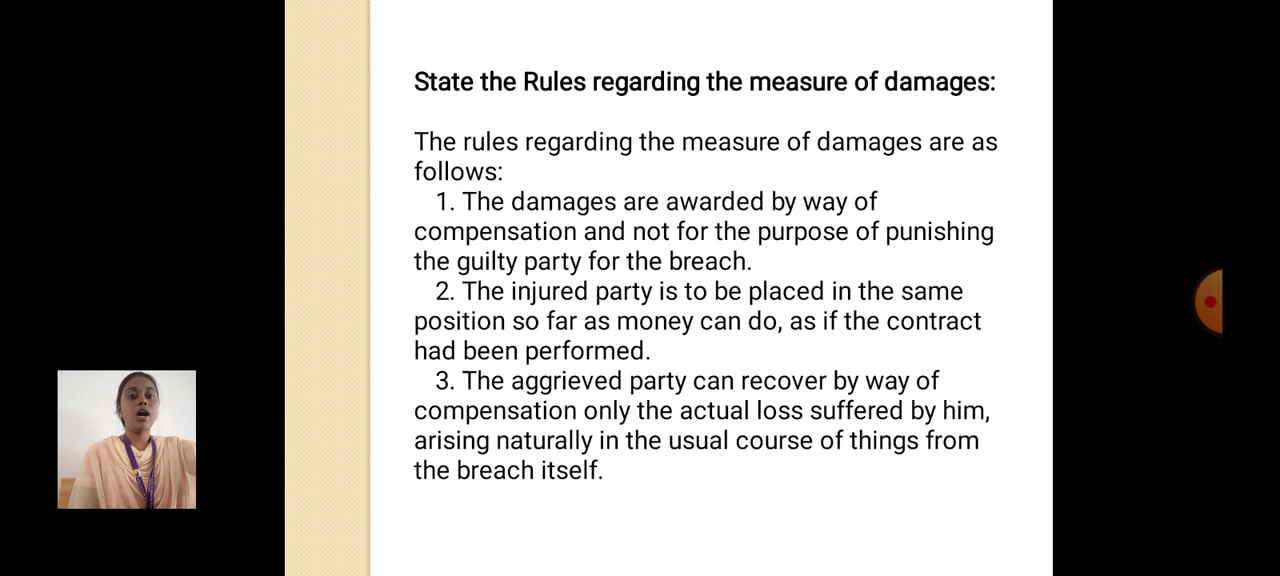 State the Rules regarding the measure of damages:
The rules regarding the measure of damages are as
follows:
1. The damages are awarded by way of
compensation and not for the purpose of punishing
the guilty party for the breach.
2. The injured party is to be placed in the same
position so far as money can do, as if the contract
had been performed.
3. The aggrieved party can recover by way of
compensation only the actual loss suffered by him,
arising naturally in the usual course of things from
the breach itself.